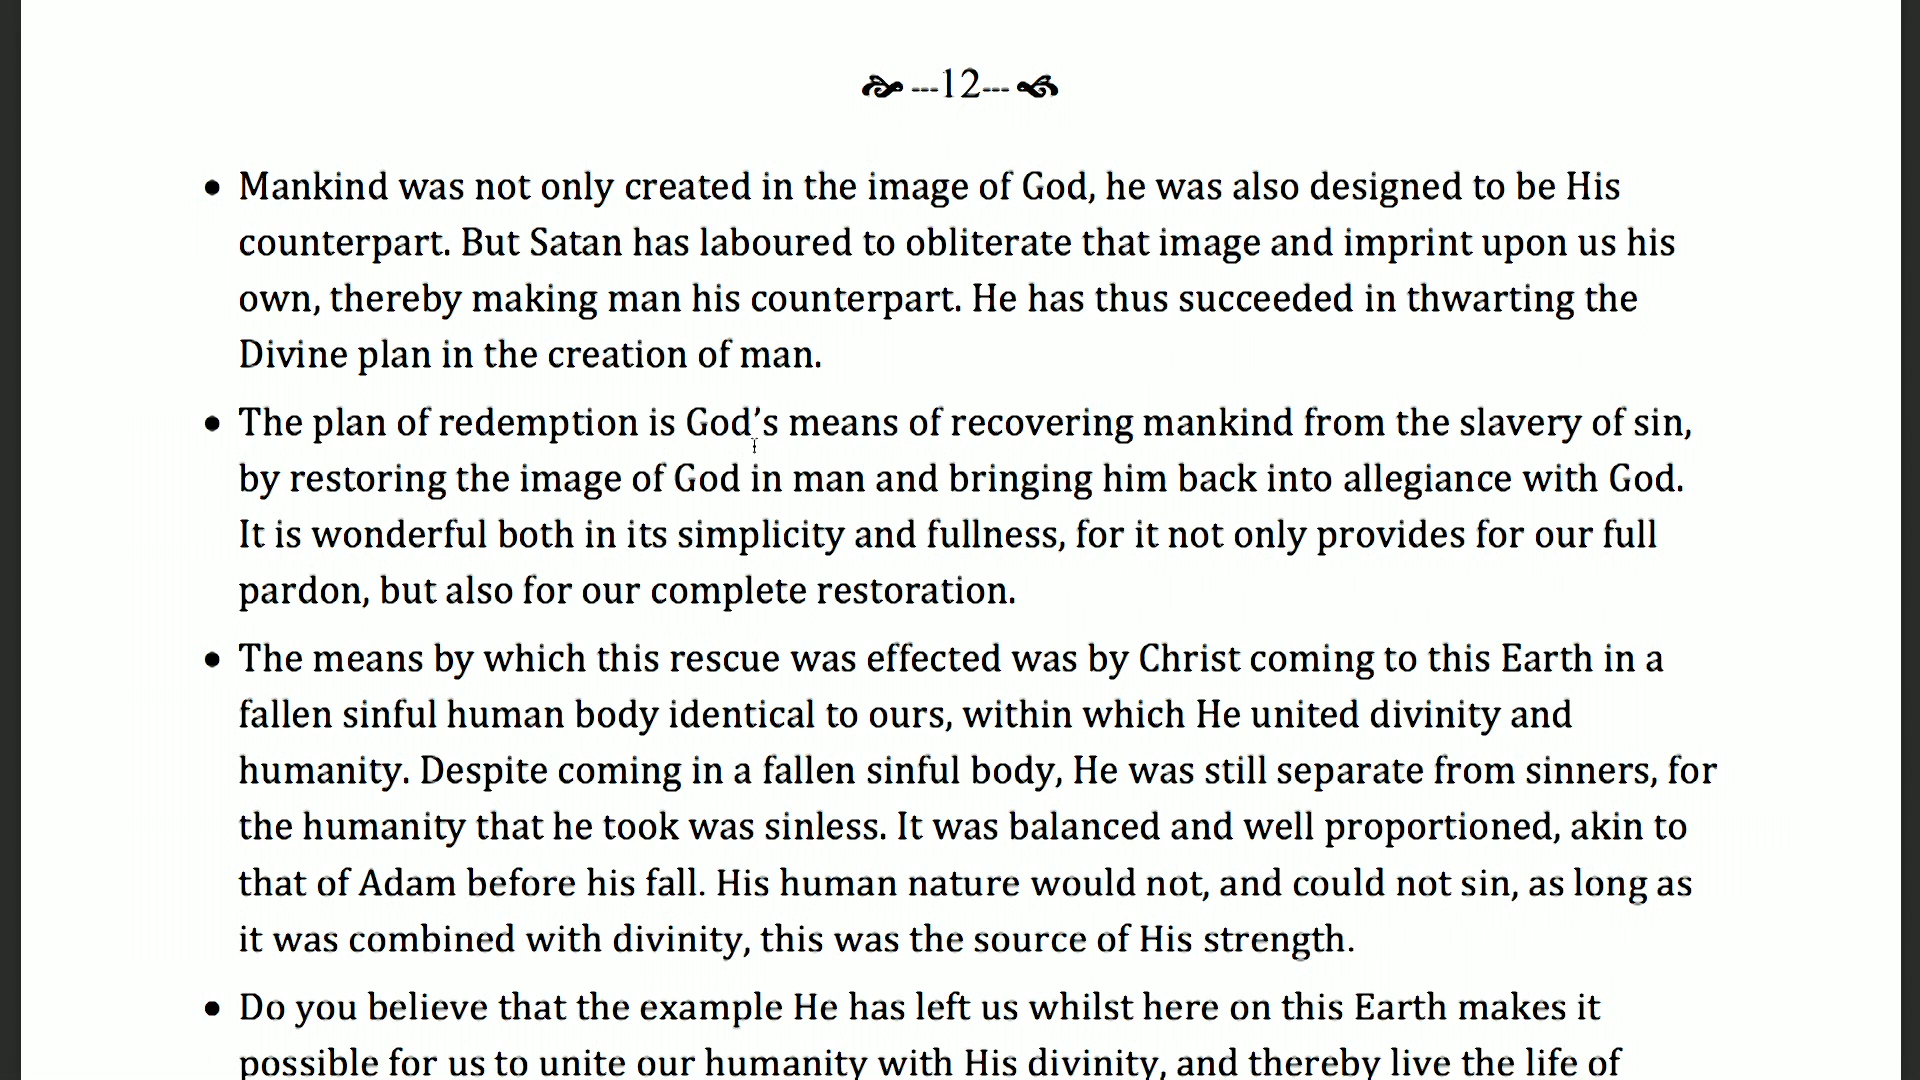 ---12---
• Mankind was not only created in the image of God, he was also designed to be His
counterpart. But Satan has laboured to obliterate that image and imprint upon us his
own, thereby making man his counterpart. He has thus succeeded in thwarting the
Divine plan in the creation of man.
• The plan of redemption is God’s means of recovering mankind from the slavery of sin,
by restoring the image of God in man and bringing him back into allegiance with God.
It is wonderful both in its simplicity and fullness, for it not only provides for our full
pardon, but also for our complete restoration.
• The means by which this rescue was effected was by Christ coming to this Earth in a
fallen sinful human body identical to ours, within which He united divinity and
humanity. Despite coming in a fallen sinful body, He was still separate from sinners, for
the humanity that he took was sinless. It was balanced and well proportioned, akin to
that of Adam before his fall. His human nature would not, and could not sin, as long as
it was combined with divinity, this was the source of His strength.
• Do you believe that the example He has left us whilst here on this Earth makes it
possible for us to unite our humanity with His divinity, and thereby live the life of